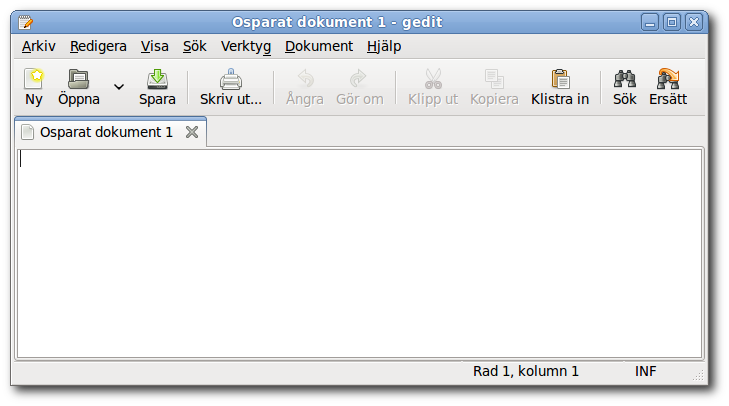 Osparat dokument 1 - gedit
Arkiv Redigera Visa Sök Verktyg Dokument Hjälp
Ny Öppna Spara Skriv ut... Ångra Gör om Klipp ut Kopiera Klistra in Sök Ersätt
Osparat dokument 1
Rad 1, kolumn 1 INF